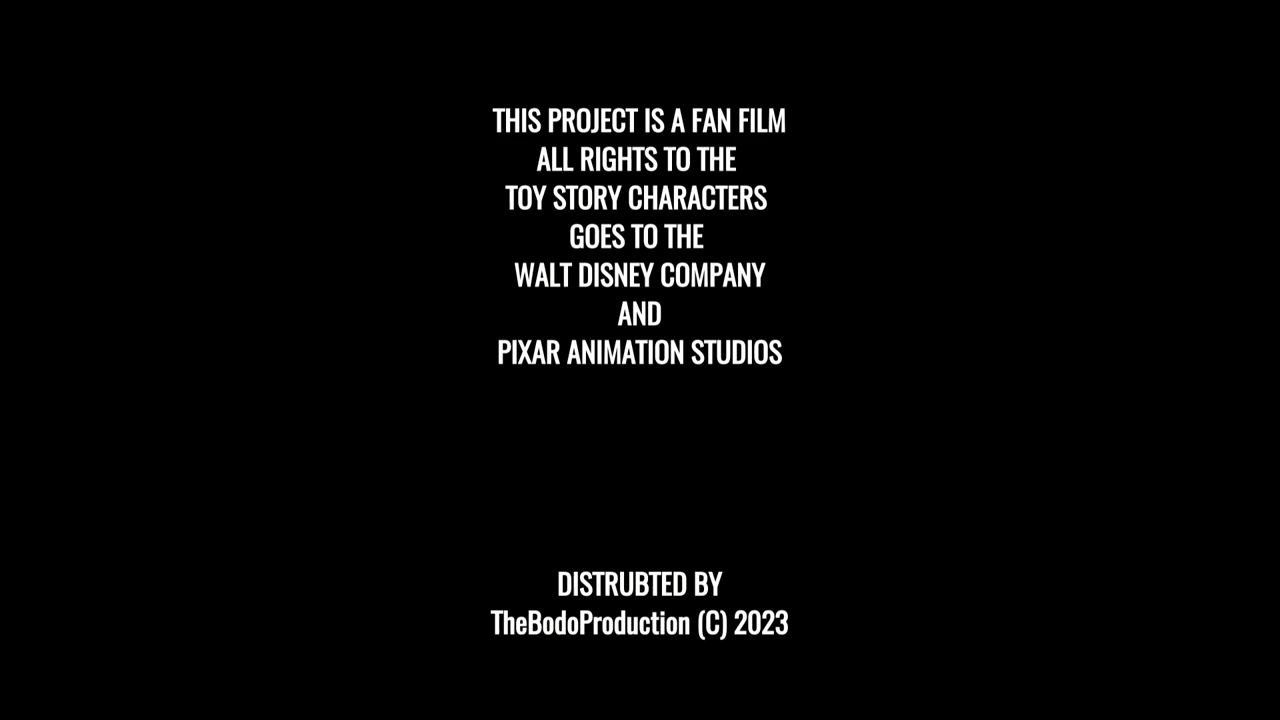 THIS PROJECT IS A FAN FILM
ALL RIGHTS TO THE
TOY STORY CHARACTERS
GOES TO THE
WALT DISNEY COMPANY
AND
PIXAR ANIMATION STUDIOS
DISTRUBTED BY
TheBodoProduction (C) 2023